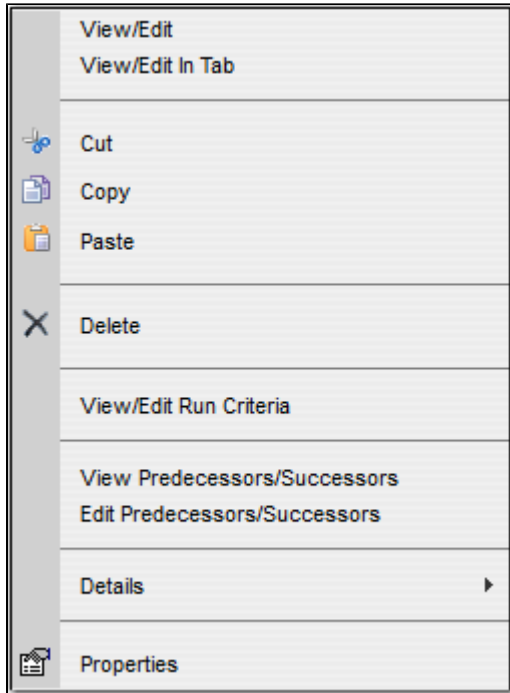 View/Edit
View/Edit In Tab
Cut
Copy
Paste
Delete
View/Edit Run Criteria
View Predecessors/Successors
Edit Predecessors/Successors
Details
Properties